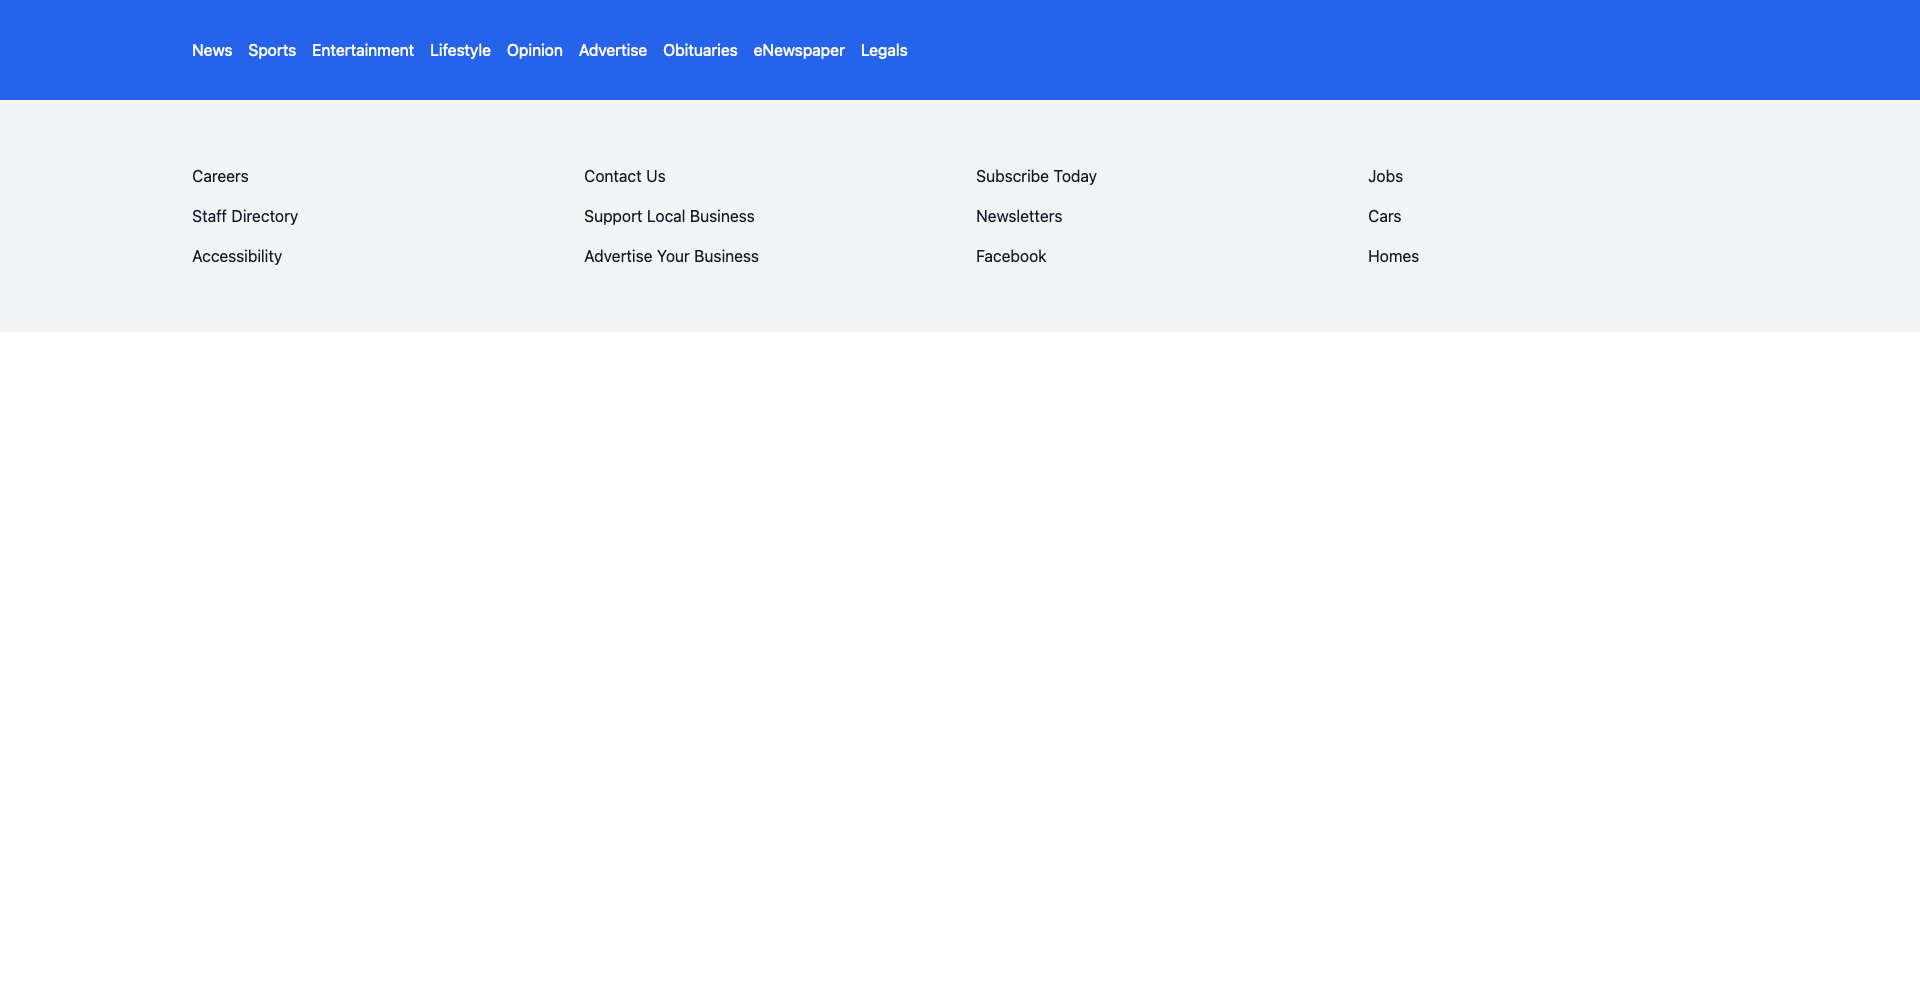 News Sports Entertainment Lifestyle Opinion Advertise Obituaries eNewspaper Legals
Careers
Staff Directory
Accessibility
Contact Us
Support Local Business
Advertise Your Business
Subscribe Today
Newsletters
Facebook
Jobs
Cars
Homes